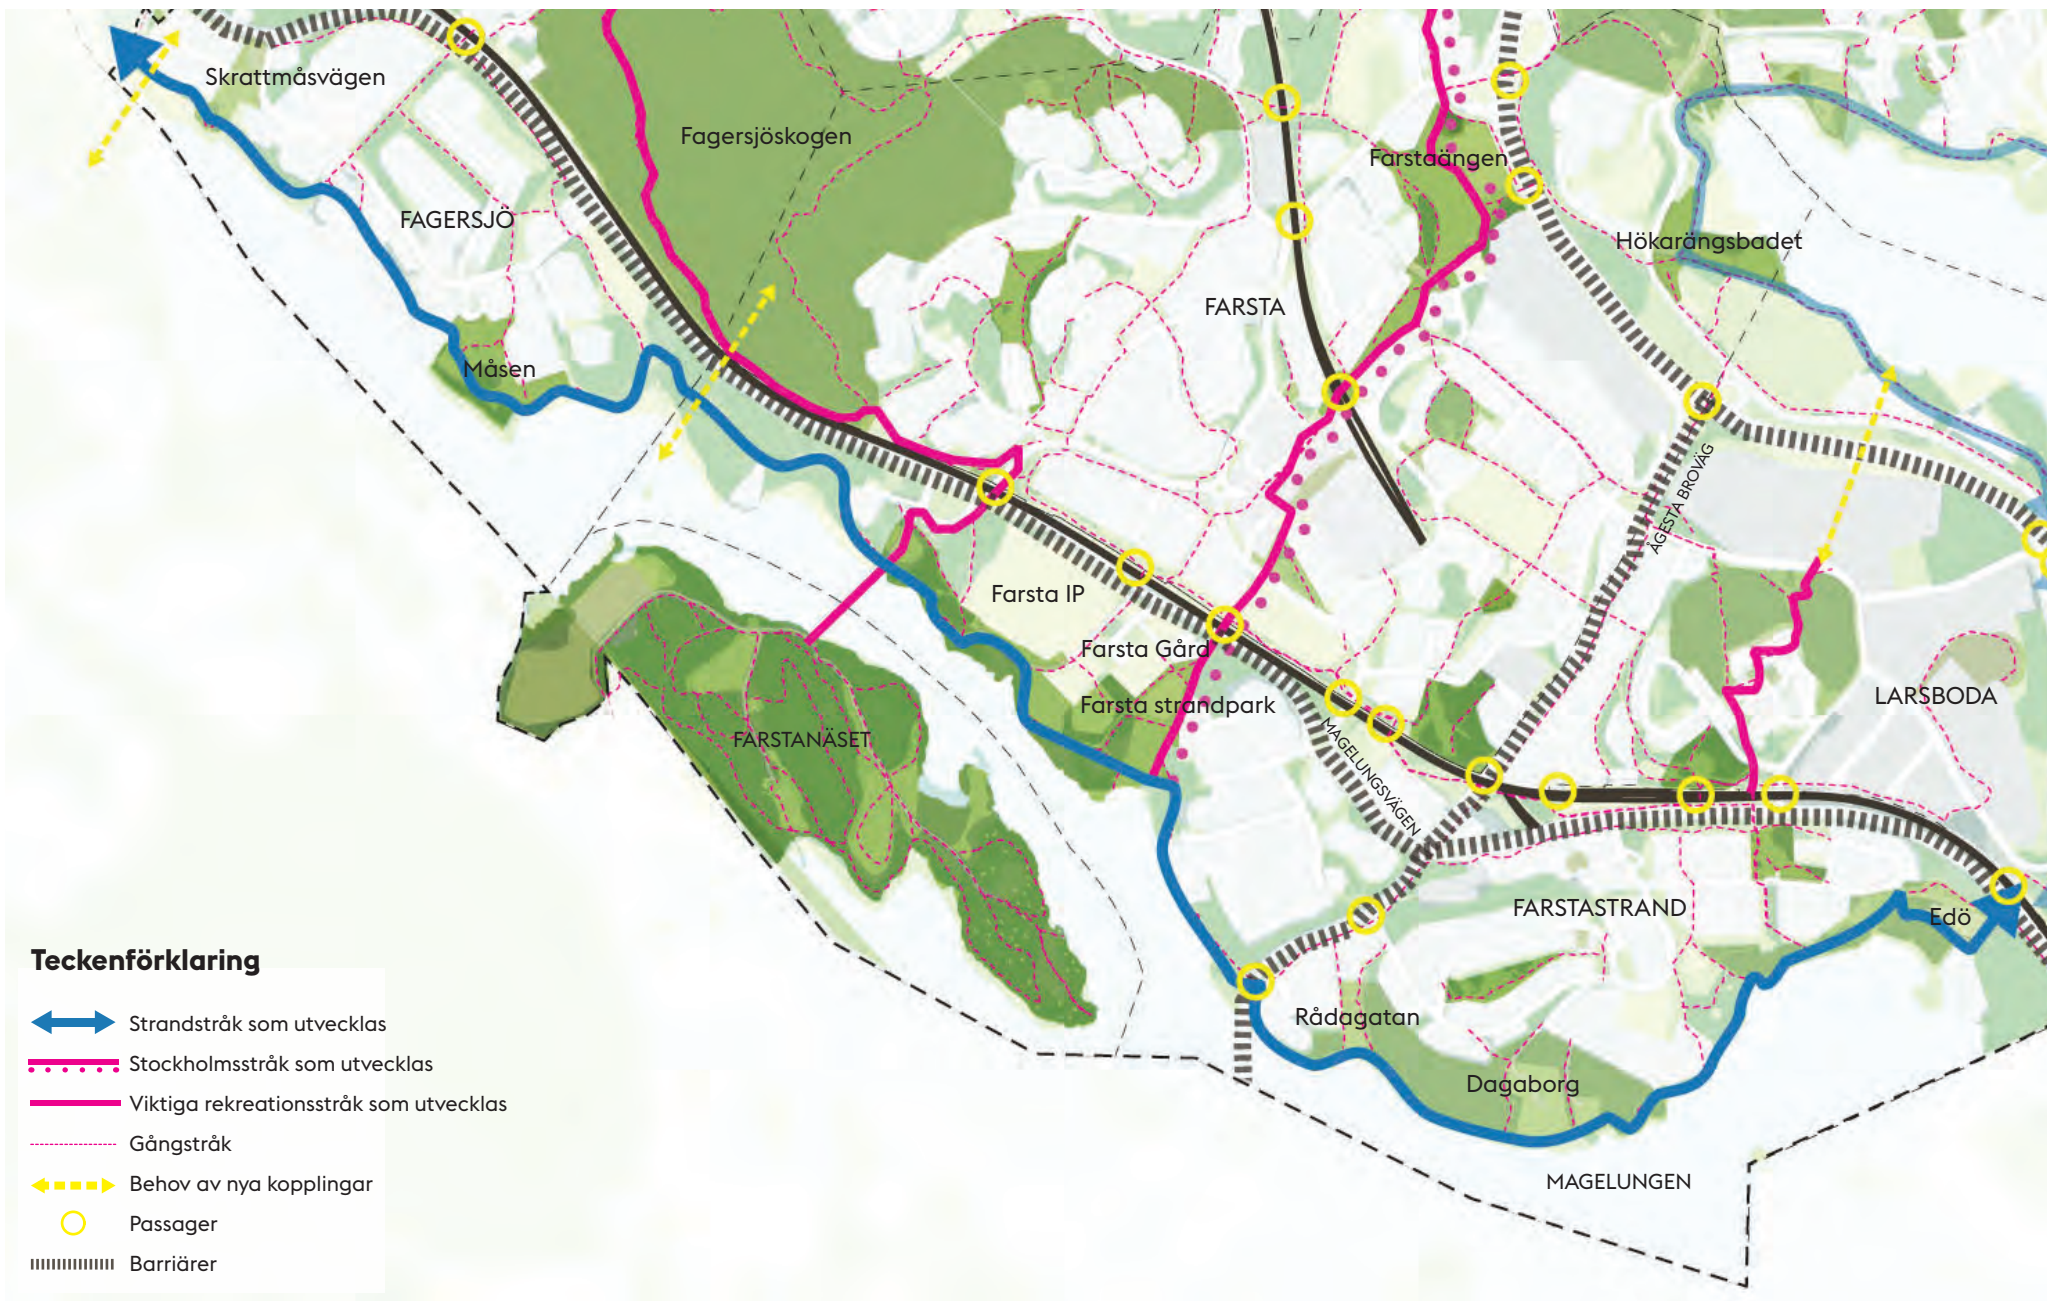 Skrattmåsvägen
Fagersjöskogen
Farstaängen
FAGERSJÖ
Hökarängsbadet
FARSTA
Måsen
ÅGESTA BROVÄG
Farsta IP
Farsta Gård
LARSBODA
Farsta strandpark
FARSTANÄSET
MAGELUNGSVÄGEN
FARSTASTRAND
Edö
Rådagatan
Dagaborg
MAGELUNGEN
Teckenförklaring
Strandstråk som utvecklas
Stockholmsstråk som utvecklas
Viktiga rekreationsstråk som utvecklas
Gångstråk
Behov av nya kopplingar
Passager
Barriärer